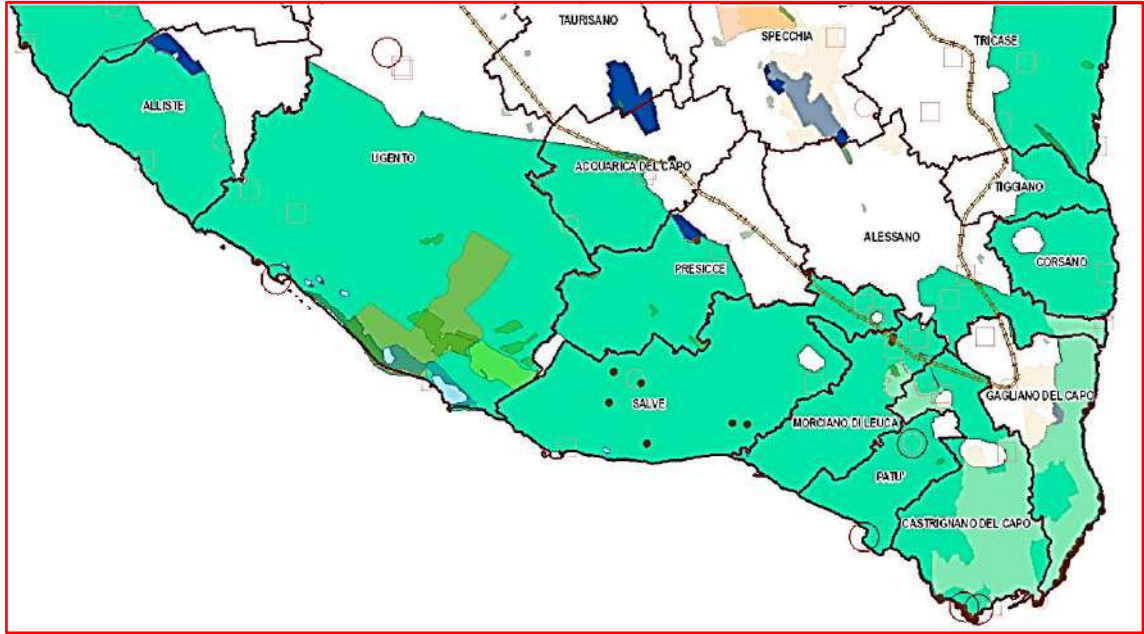 TAURISANO
SPECCHIA
TRICASE
ALLISTE
UGENTO
ACQUARICA DEL CAPO
TIGGIANO
ALESSANO
CORSANO
PRESICCE
GAGLIANO DEL CAPO
SALVE
MORCIANO DI LEUCA
PATU'
CASTRIGNANO DEL CAPO